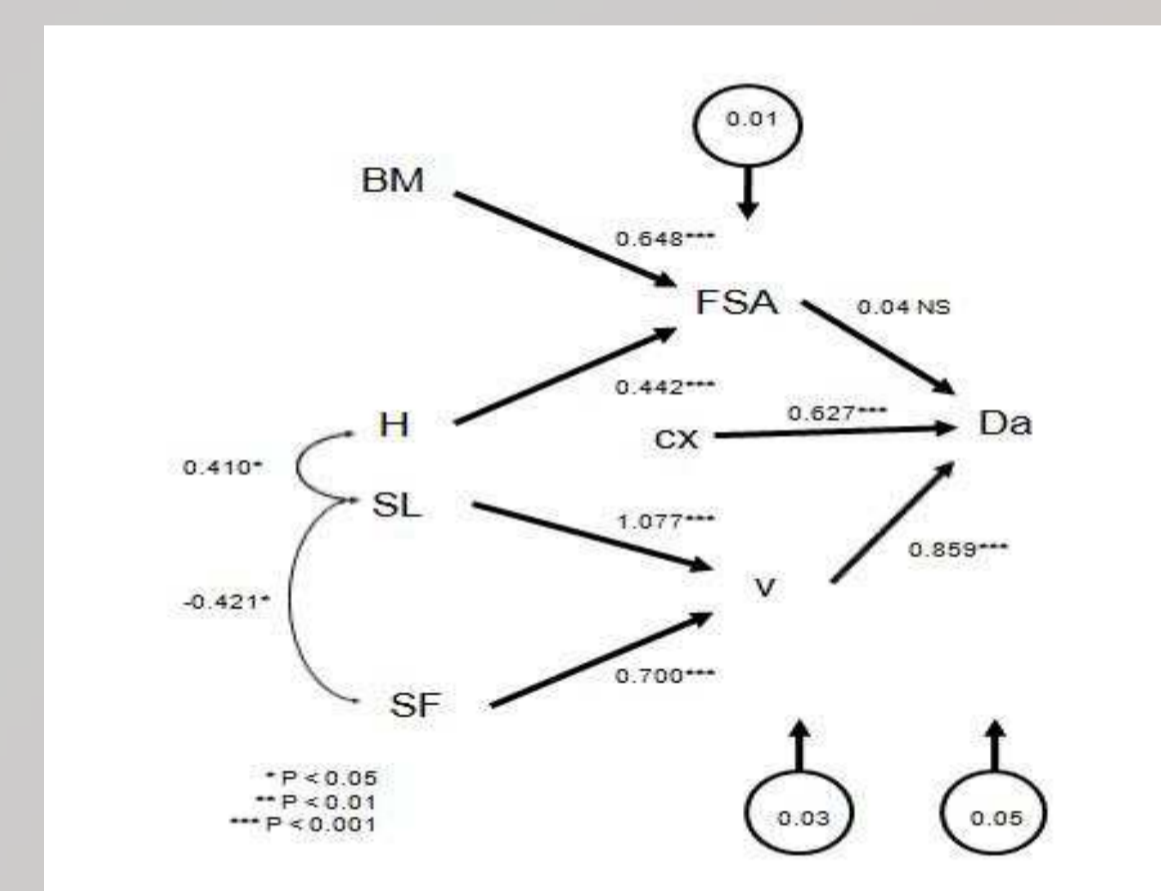 0.01
BM
0.648***
FSA
0.04 NS
0.442***
0.627***
H
cx
Da
0.410*
SL
1.077***
0.859***
v
-0.421*
0.700***
SF
* P < 0.05
** P < 0.01
*** P < 0.001
0.03
0.05